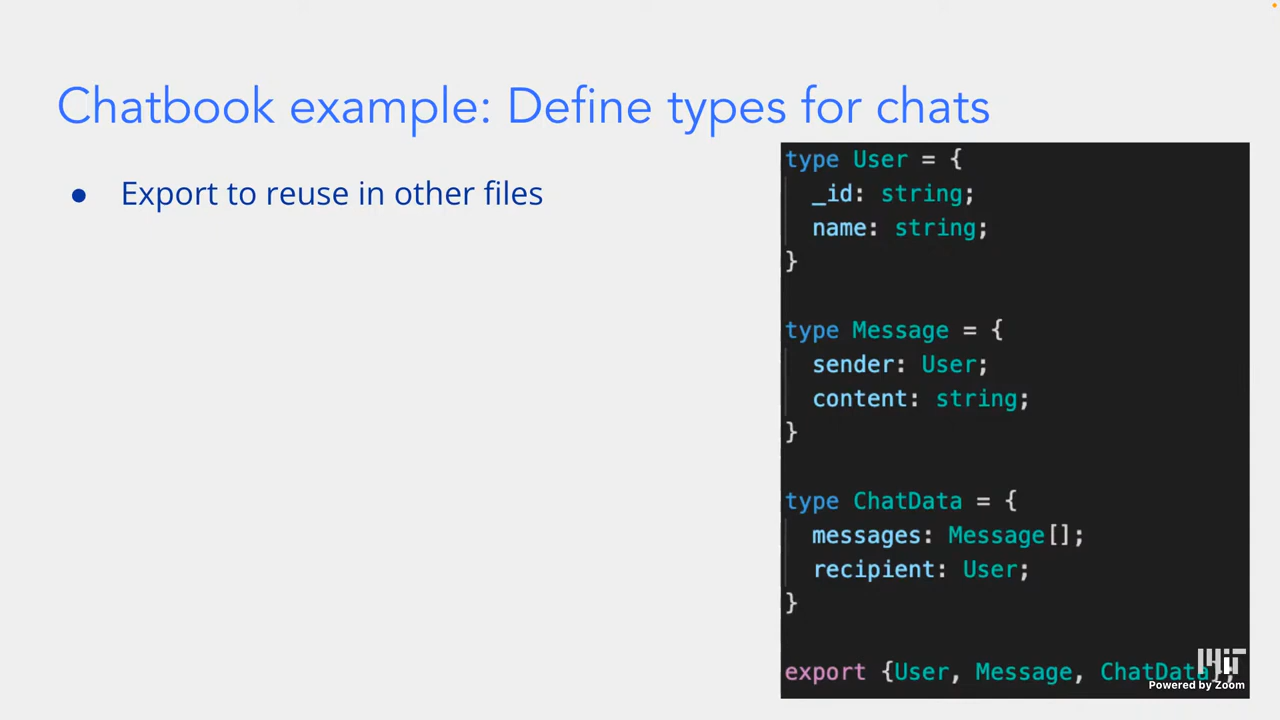 Chatbook example: Define types for chats
● Export to reuse in other files
type User = {
_id: string;
name: string;
}
type Message = {
sender: User;
content: string;
}
type ChatData = {
messages: Message[];
recipient: User;
}
export {User, Message, ChatData};
MIT
Powered by Zoom